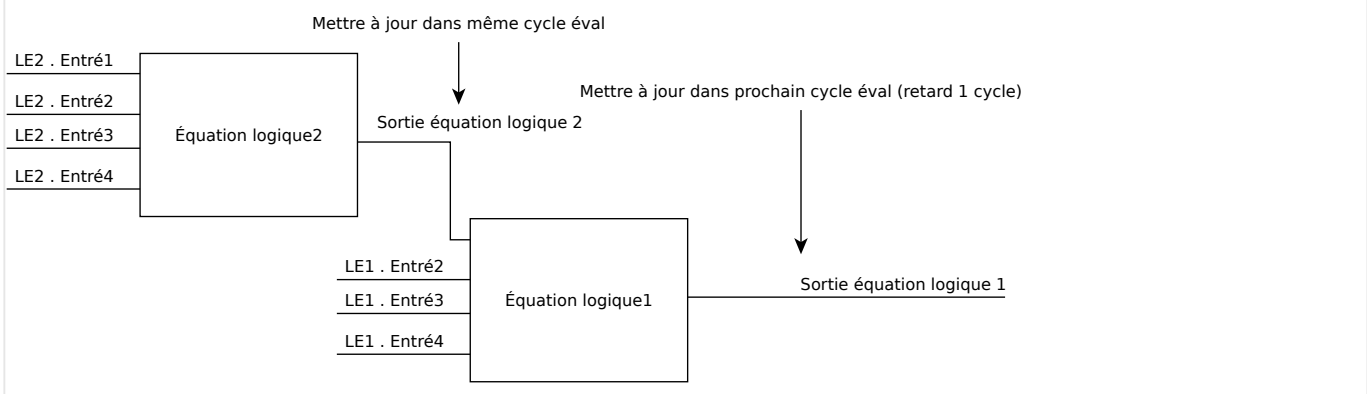 Mettre à jour dans même cycle éval
LE2 . Entré1
LE2 . Entré2
LE2 . Entré3
LE2 . Entré4
Équation logique2
Sortie équation logique 2
Mettre à jour dans prochain cycle éval (retard 1 cycle)
LE1 . Entré2
LE1 . Entré3
LE1 . Entré4
Équation logique1
Sortie équation logique 1